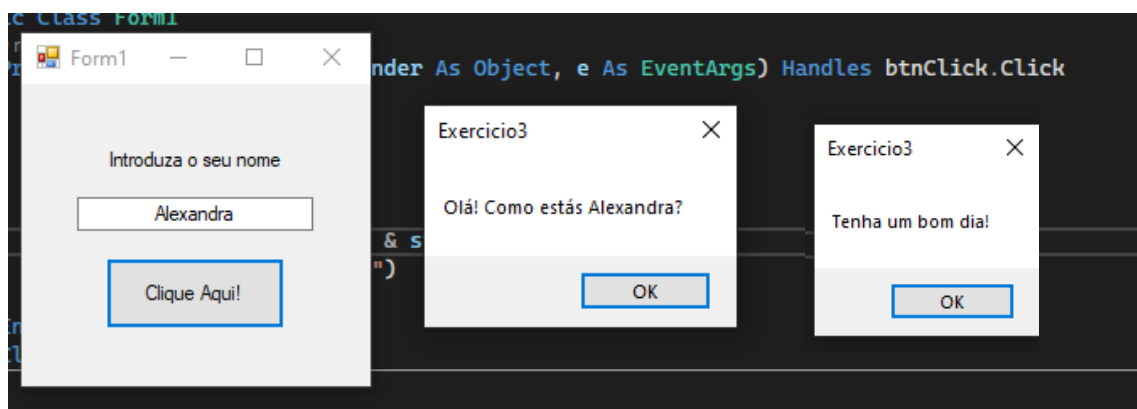 Class Form1
Form1
nder As Object, e As EventArgs) Handles btnClick.Click
Introduza o seu nome
Alexandra
Clique Aqui!
& s
")
Exercicio3
Olá! Como estás Alexandra?
OK
Exercicio3
Tenha um bom dia!
OK